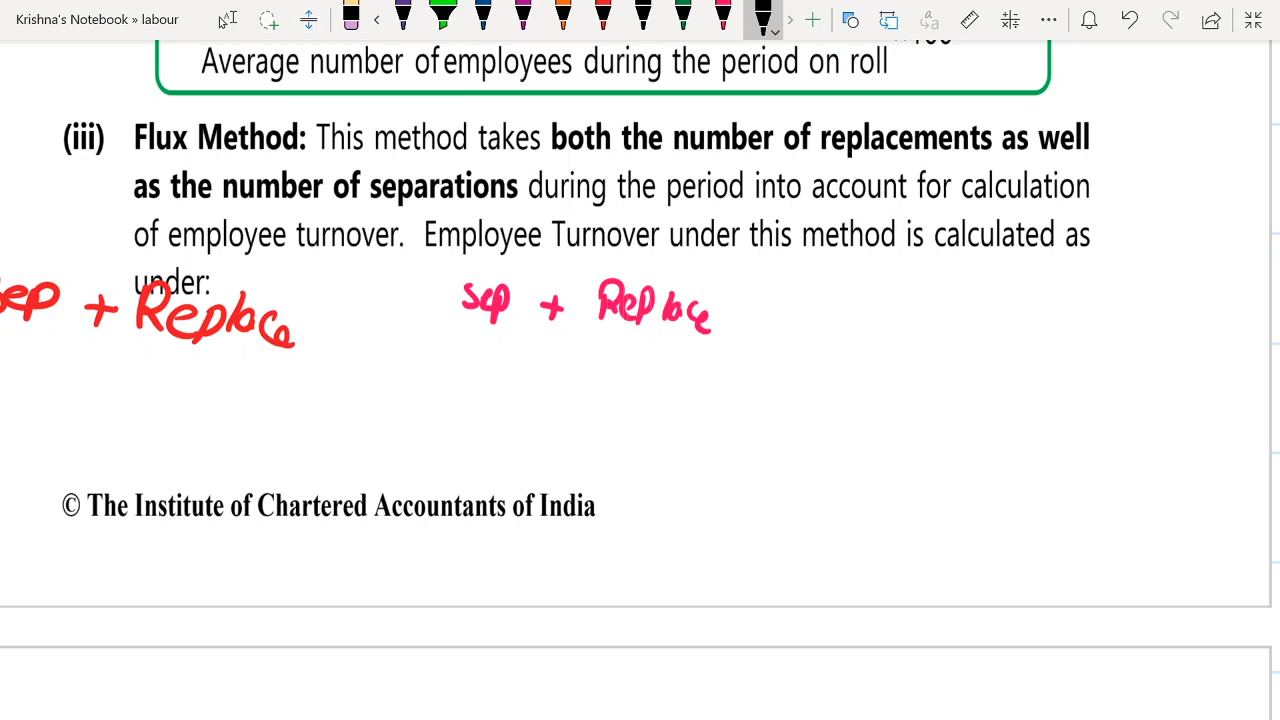 Krishna's Notebook » labour
Average number of employees during the period on roll
(iii) Flux Method: This method takes both the number of replacements as well
as the number of separations during the period into account for calculation
of employee turnover. Employee Turnover under this method is calculated as
under:
sep + Replace
sep + Replace
© The Institute of Chartered Accountants of India